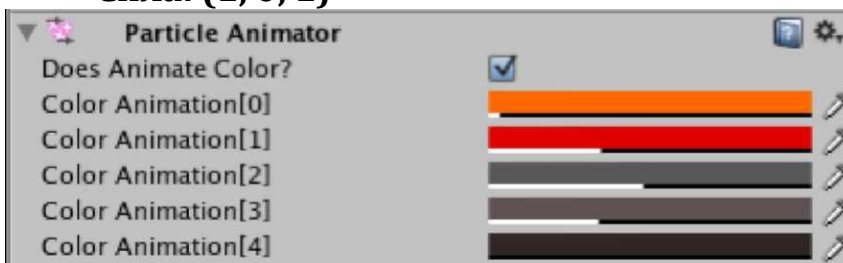 Particle Animator
Does Animate Color?
Color Animation[0]
Color Animation[1]
Color Animation[2]
Color Animation[3]
Color Animation[4]